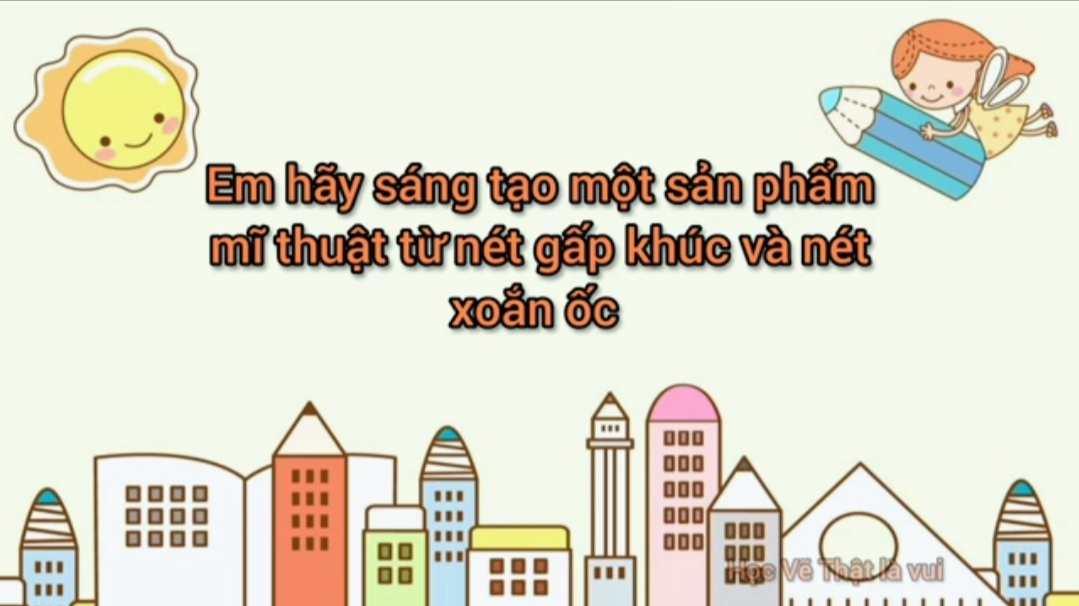 Em hãy sáng tạo một sản phẩm
mĩ thuật từ nét gấp khúc và nét
xoắn ốc
Học Vẽ Thật là vui